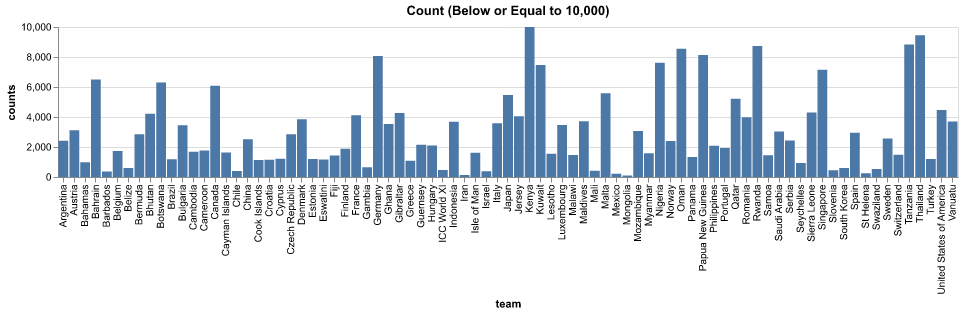 Count (Below or Equal to 10,000)
10,000
8,000
6,000
4,000
2,000
0
counts
Argentina
Austria
Bahamas
Bahrain
Barbados
Belgium
Belize
Bermuda
Bhutan
Botswana
Brazil
Bulgaria
Cambodia
Cameroon
Canada
Cayman Islands
Chile
China
Cook Islands
Croatia
Cyprus
Czech Republic
Denmark
Estonia
Eswatini
Fiji
Finland
France
Gambia
Germany
Ghana
Gibraltar
Greece
Guernsey
Hungary
ICC World XI
Indonesia
Iran
Isle of Man
Israel
Italy
Japan
Jersey
Kenya
Kuwait
Lesotho
Luxembourg
Malawi
Maldives
Mali
Malta
Mexico
Mongolia
Mozambique
Myanmar
Nigeria
Norway
Oman
Panama
Papua New Guinea
Philippines
Portugal
Qatar
Romania
Rwanda
Samoa
Saudi Arabia
Serbia
Seychelles
Sierra Leone
Singapore
Slovenia
South Korea
Spain
St Helena
Swaziland
Sweden
Switzerland
Tanzania
Thailand
Turkey
United States of America
Vanuatu
team